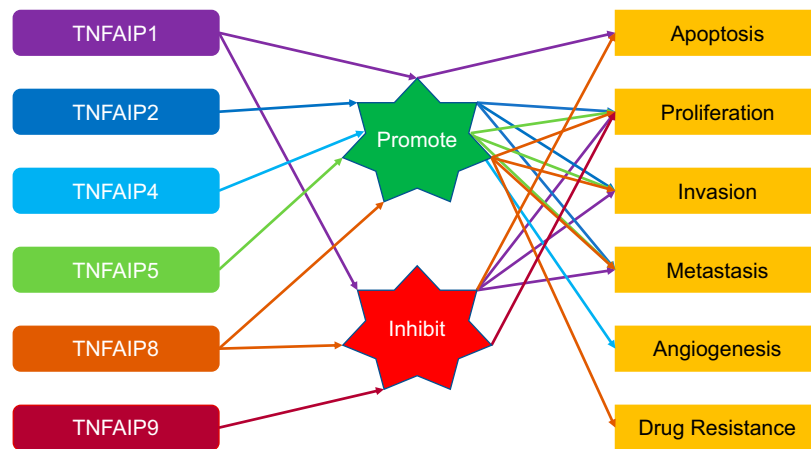 TNFAIP1
TNFAIP2
TNFAIP4
TNFAIP5
TNFAIP8
TNFAIP9
Promote
Inhibit
Apoptosis
Proliferation
Invasion
Metastasis
Angiogenesis
Drug Resistance